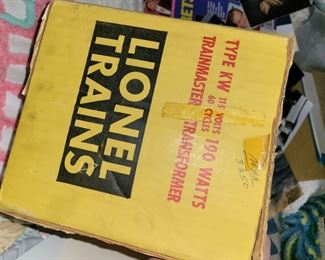 TYPE KW 115 VOLTS 190 WATTS
60 CYCLES
TRAINMASTER TRANSFORMER
LIONEL
TRAINS